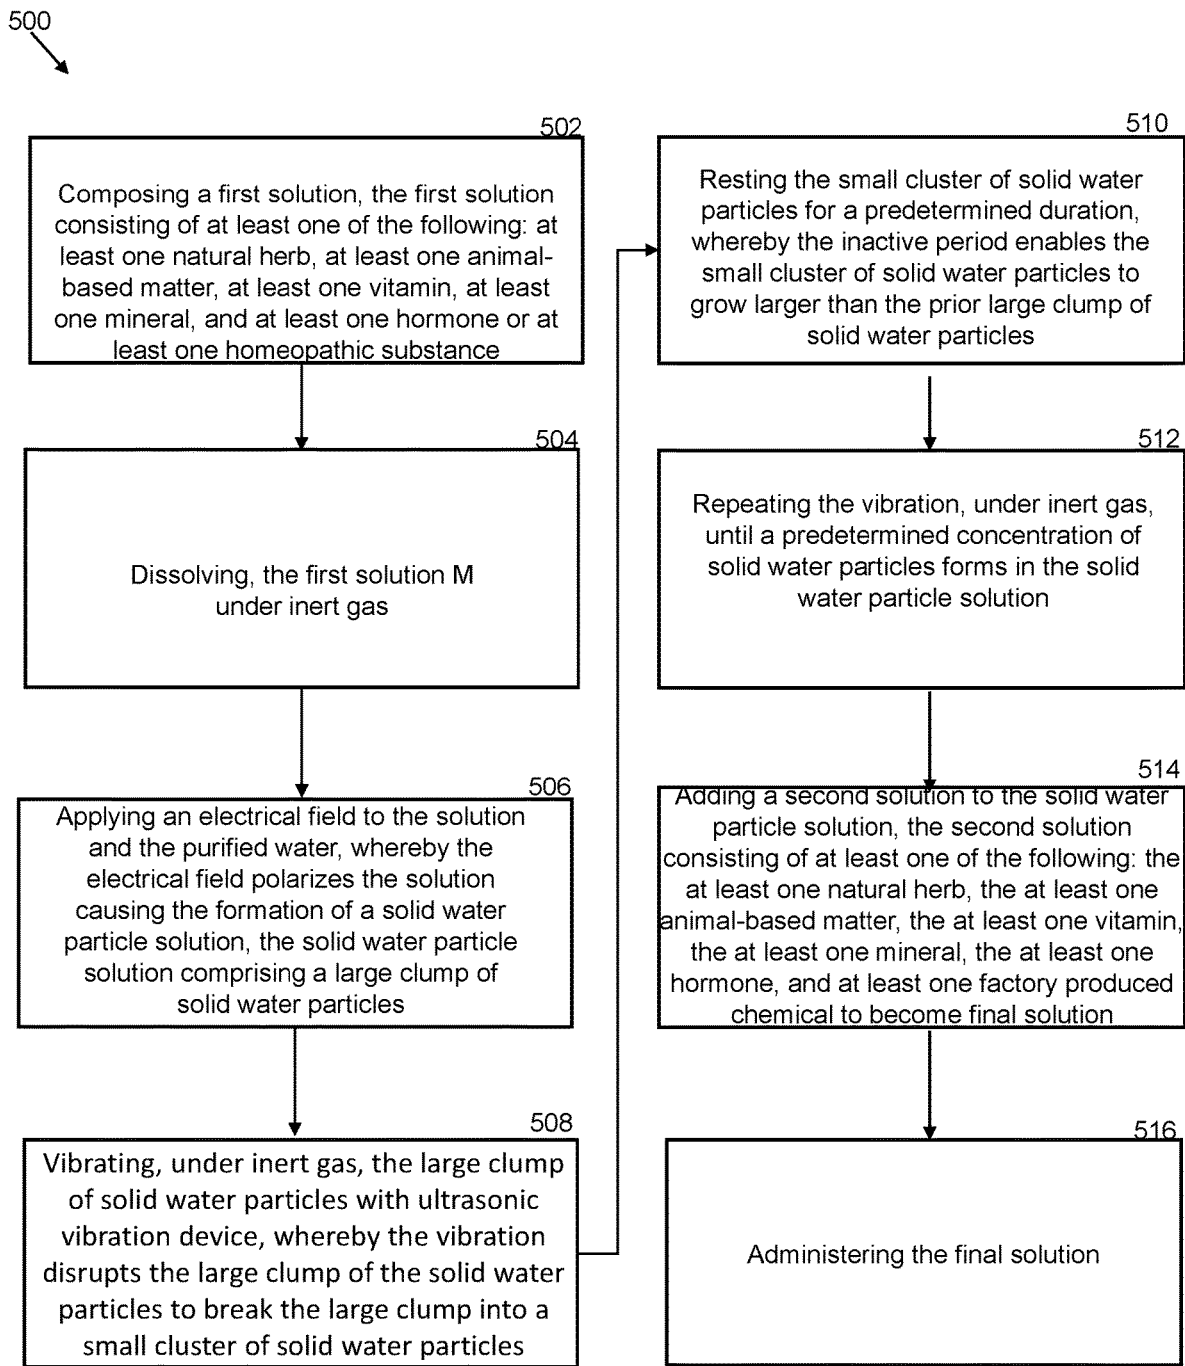 500
502
Composing a first solution, the first solution
consisting of at least one of the following: at
least one natural herb, at least one animal-
based matter, at least one vitamin, at least
one mineral, and at least one hormone or at
least one homeopathic substance
504
Dissolving, the first solution M
under inert gas
506
Applying an electrical field to the solution
and the purified water, whereby the
electrical field polarizes the solution
causing the formation of a solid water
particle solution, the solid water particle
solution comprising a large clump of
solid water particles
508
Vibrating, under inert gas, the large clump
of solid water particles with ultrasonic
vibration device, whereby the vibration
disrupts the large clump of the solid water
particles to break the large clump into a
small cluster of solid water particles
510
Resting the small cluster of solid water
particles for a predetermined duration,
whereby the inactive period enables the
small cluster of solid water particles to
grow larger than the prior large clump of
solid water particles
512
Repeating the vibration, under inert gas,
until a predetermined concentration of
solid water particles forms in the solid
water particle solution
514
Adding a second solution to the solid water
particle solution, the second solution
consisting of at least one of the following: the
at least one natural herb, the at least one
animal-based matter, the at least one vitamin,
the at least one mineral, the at least one
hormone, and at least one factory produced
chemical to become final solution
516
Administering the final solution